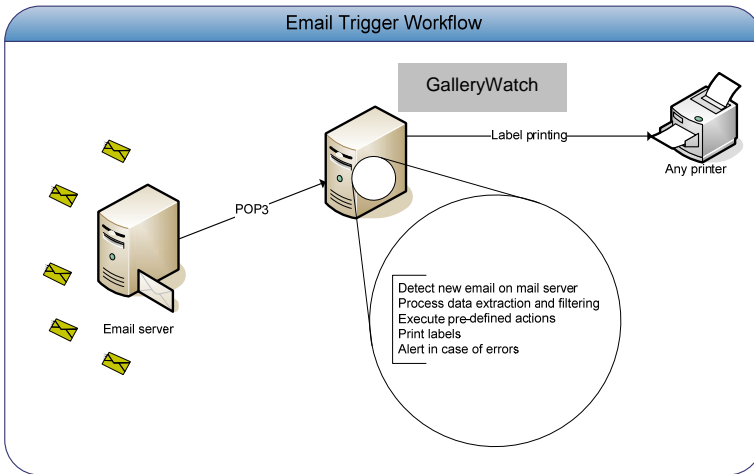 Email Trigger Workflow
GalleryWatch
Label printing
Any printer
POP3
Email server
Detect new email on mail server
Process data extraction and filtering
Execute pre-defined actions
Print labels
Alert in case of errors